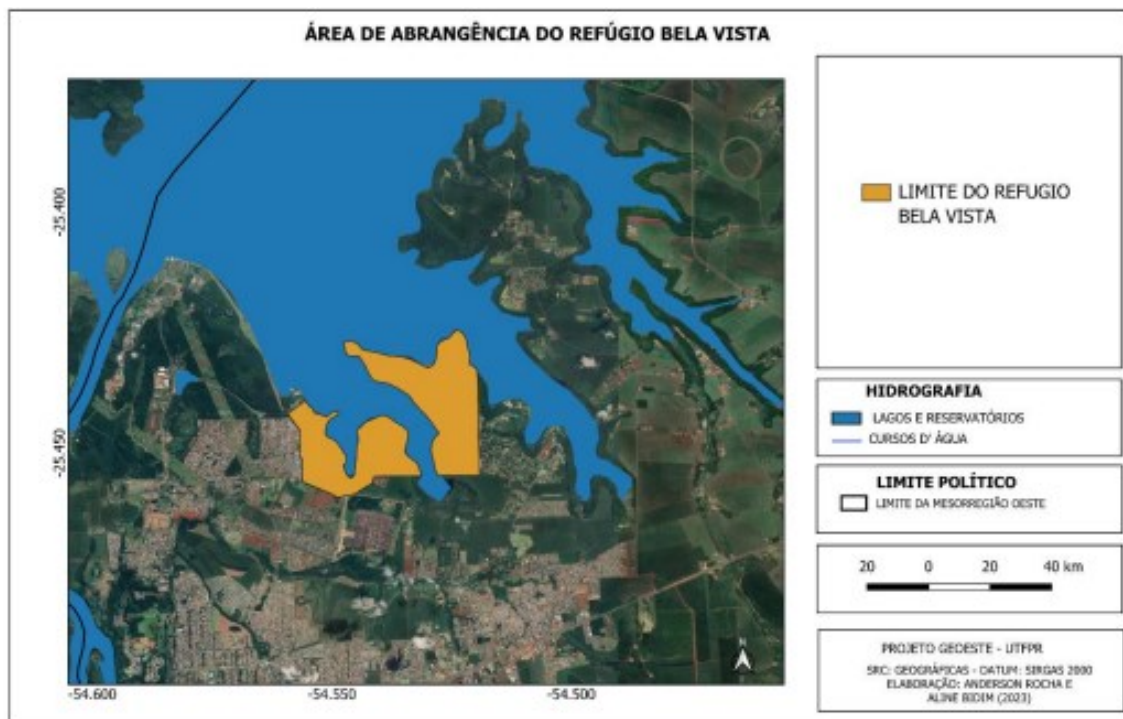 ÁREA DE ABRANGÊNCIA DO REFÚGIO BELA VISTA
-25.400
-25.450
-54.600
-54.550
-54.500
N
LIMITE DO REFUGIO
BELA VISTA
HIDROGRAFIA
LAGOS E RESERVATÓRIOS
CURSOS D' ÁGUA
LIMITE POLÍTICO
LIMITE DA MESORREGIÃO OESTE
20 0 20 40 km
PROJETO GEOESTE - UTFPR
SRC: GEOGRÁFICAS - DATUM: SIRGAS 2000
ELABORAÇÃO: ANDERSON ROCHA E
ALINE BIDIM (2023)